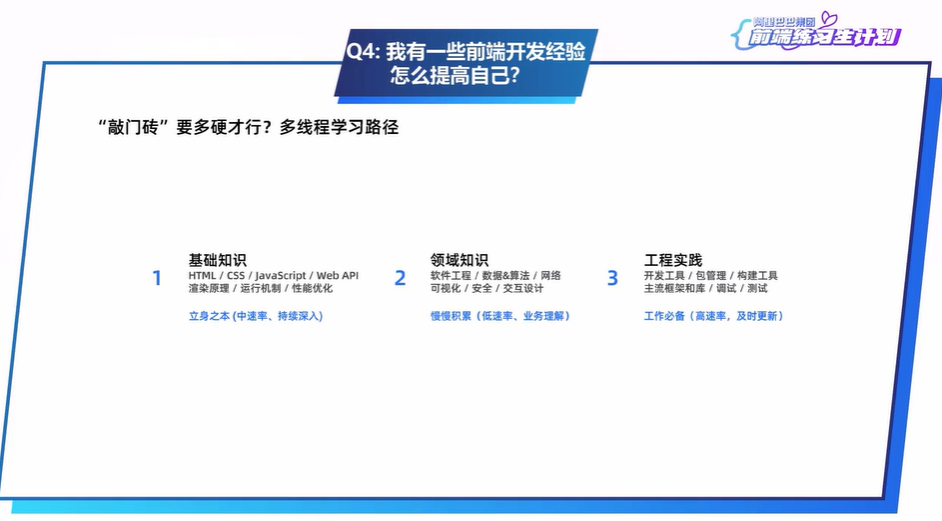 阿里巴巴集团
前端练习生计划
Q4: 我有一些前端开发经验
怎么提高自己？
“敲门砖”要多硬才行？多线程学习路径
1
基础知识
HTML / CSS / JavaScript / Web API
渲染原理 / 运行机制 / 性能优化
立身之本 (中速率、持续深入)
2
领域知识
软件工程 / 数据&算法 / 网络
可视化 / 安全 / 交互设计
慢慢积累（低速率、业务理解）
3
工程实践
开发工具 / 包管理 / 构建工具
主流框架和库 / 调试 / 测试
工作必备（高速率，及时更新）